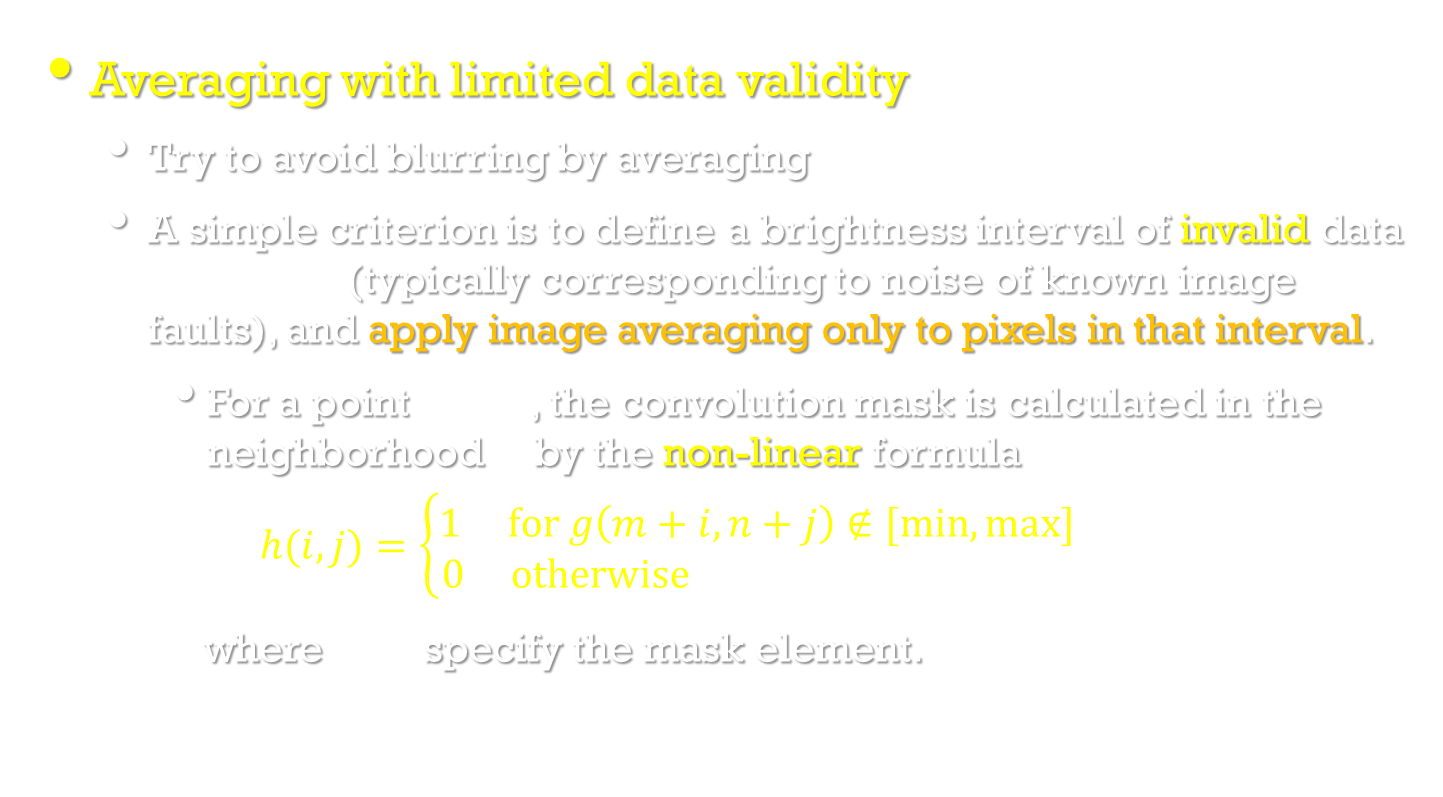 • Averaging with limited data validity
• Try to avoid blurring by averaging
• A simple criterion is to define a brightness interval of invalid data
(typically corresponding to noise of known image
faults), and apply image averaging only to pixels in that interval.
• For a point , the convolution mask is calculated in the
neighborhood by the non-linear formula
h(i, j) = { 1 for g(m + i, n + j) ∉ [min, max]
0 otherwise
where specify the mask element.